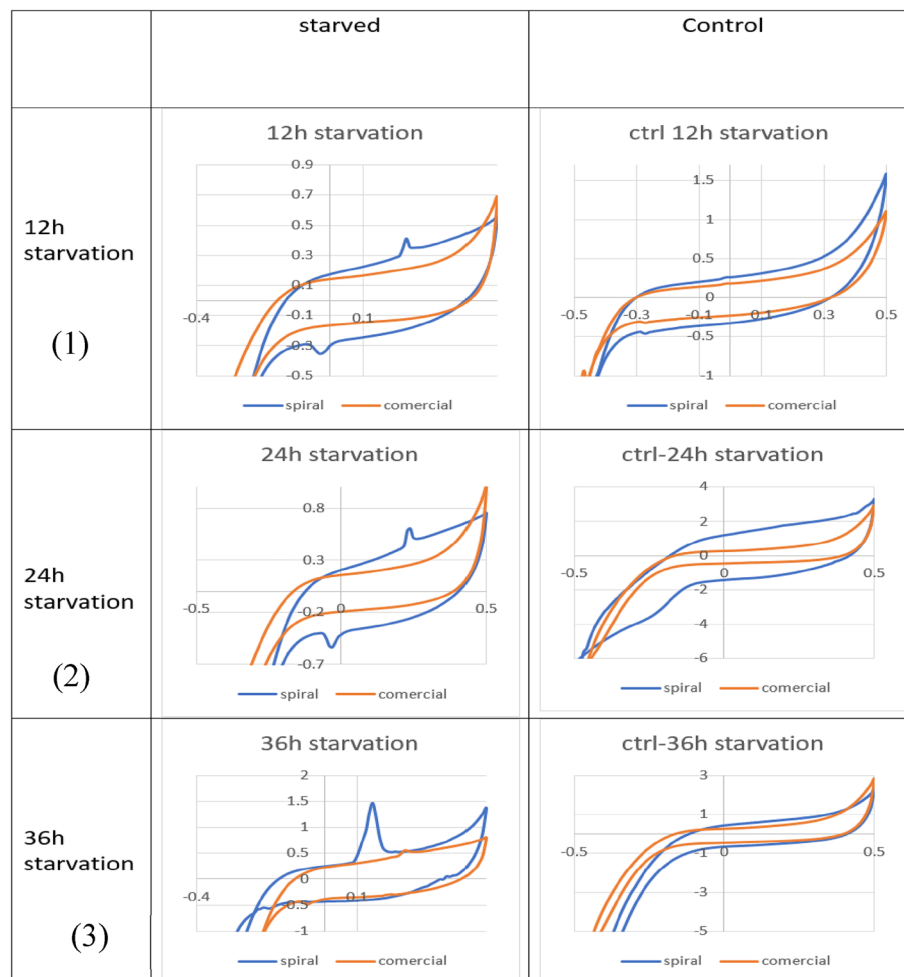 starved
Control
12h
starvation
(1)
12h starvation
0.9
0.7
0.5
0.3
0.1
-0.4
0.1
-0.1
-0.3
-0.5
spiral
comercial
ctrl 12h starvation
1.5
1
0.5
0
-0.5
-0.3
-0.1
0.1
0.3
0.5
-0.5
-1
spiral
comercial
24h
starvation
(2)
24h starvation
0.8
0.3
-0.5
0
0.5
-0.2
-0.7
spiral
comercial
ctrl-24h starvation
4
2
0
-0.5
0
0.5
-2
-4
-6
spiral
comercial
36h
starvation
(3)
36h starvation
2
1.5
1
0.5
0
-0.4
0.1
-0.5
-1
spiral
comercial
ctrl-36h starvation
3
1
-0.5
0
0.5
-1
-3
-5
spiral
comercial